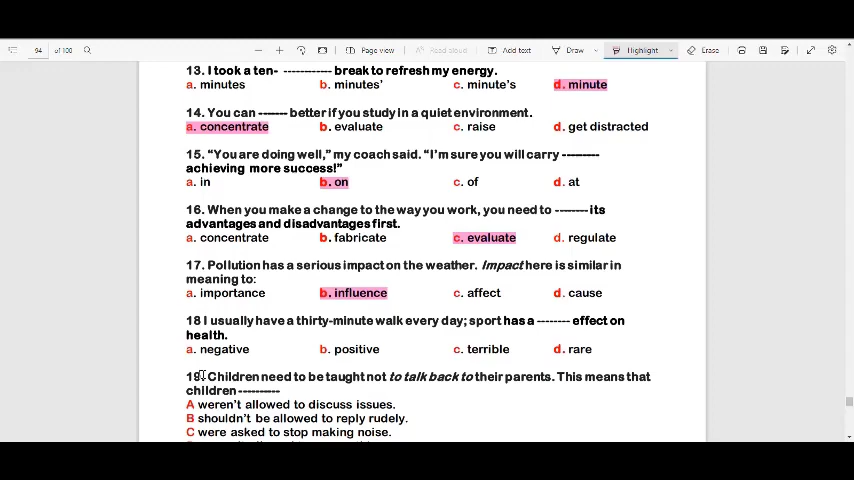 94 of 100 Page view Read aloud Add text Draw Highlight Erase
13. I took a ten- ------------ break to refresh my energy.
a. minutes b. minutes' c. minute's d. minute
14. You can ------- better if you study in a quiet environment.
a. concentrate b. evaluate c. raise d. get distracted
15. “You are doing well,” my coach said. “I'm sure you will carry --------
achieving more success!”
a. in b. on c. of d. at
16. When you make a change to the way you work, you need to -------- its
advantages and disadvantages first.
a. concentrate b. fabricate c. evaluate d. regulate
17. Pollution has a serious impact on the weather. Impact here is similar in
meaning to:
a. importance b. influence c. affect d. cause
18 I usually have a thirty-minute walk every day; sport has a -------- effect on
health.
a. negative b. positive c. terrible d. rare
19. Children need to be taught not to talk back to their parents. This means that
children ----------
A weren't allowed to discuss issues.
B shouldn't be allowed to reply rudely.
C were asked to stop making noise.